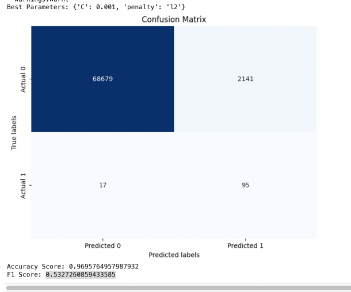 Best Parameters: {'C': 0.001, 'penalty': 'l2'}
Confusion Matrix
Actual 0
68679
2141
True labels
Actual 1
17
95
Predicted 0
Predicted 1
Predicted labels
Accuracy Score: 0.9695764957987932
F1 Score: 0.5327260859433585